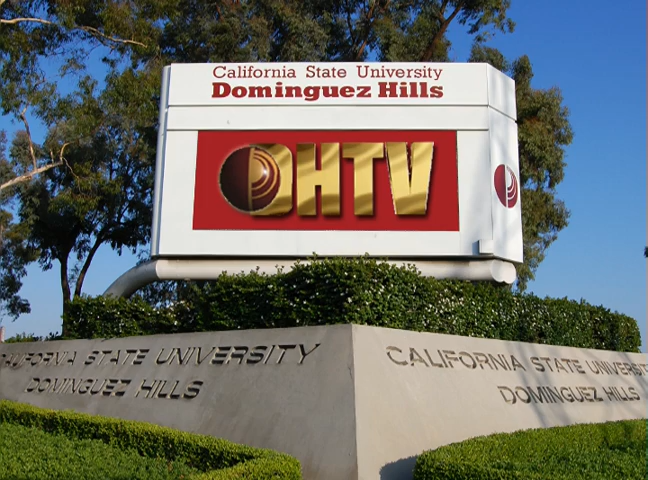 California State University
Dominguez Hills
DHTV
CALIFORNIA STATE UNIVERSITY
DOMINGUEZ HILLS
CALIFORNIA STATE UNIVERSITY
DOMINGUEZ HILLS